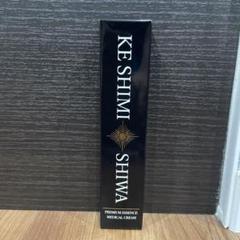 KE SHIMI
SHIWA
PREMIUM ESSENCE
MEDICAL CREAM